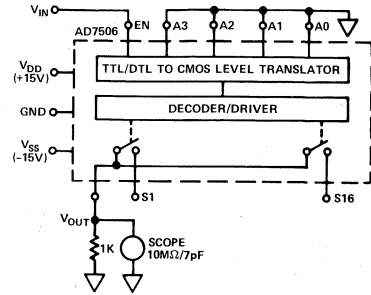 VIN
EN A3 A2 A1 A0
AD7506
VDD
(+15V)
TTL/DTL TO CMOS LEVEL TRANSLATOR
GND
DECODER/DRIVER
VSS
(-15V)
S1
S16
VOUT
1K
SCOPE
10MΩ/7pF